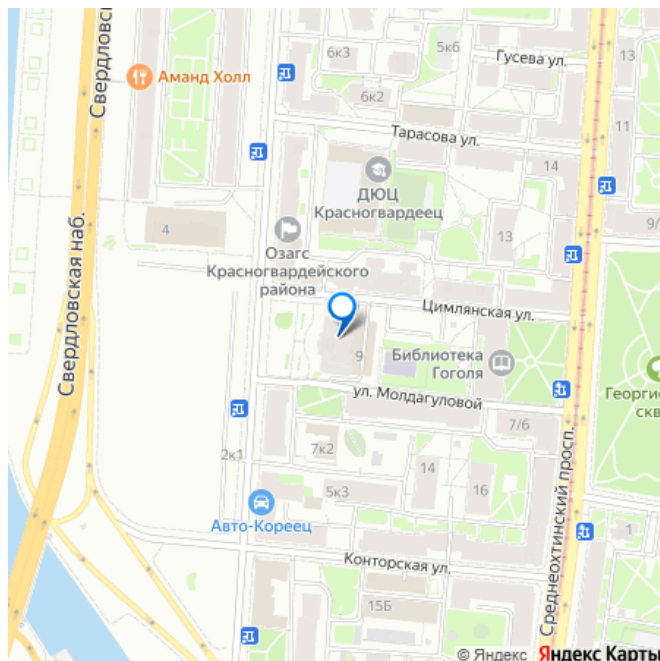 Свердловск
6к3
5к6
Гусева ул.
13
Аманд Холл
6к2
11
Тарасова ул.
14
ДЮЦ
Красногвардеец
4
13
9/
Озагс
Красногвардейского
района
Свердловская наб.
Цимлянская ул.
9
Библиотека
Гоголя
Георгие
скв
ул. Молдагуловой
7/6
7к2
2к1
14
16
5к3
Авто-Кореец
1
Среднеохтинский просп.
Конторская ул.
15Б
© Яндекс
Яндекс Карты